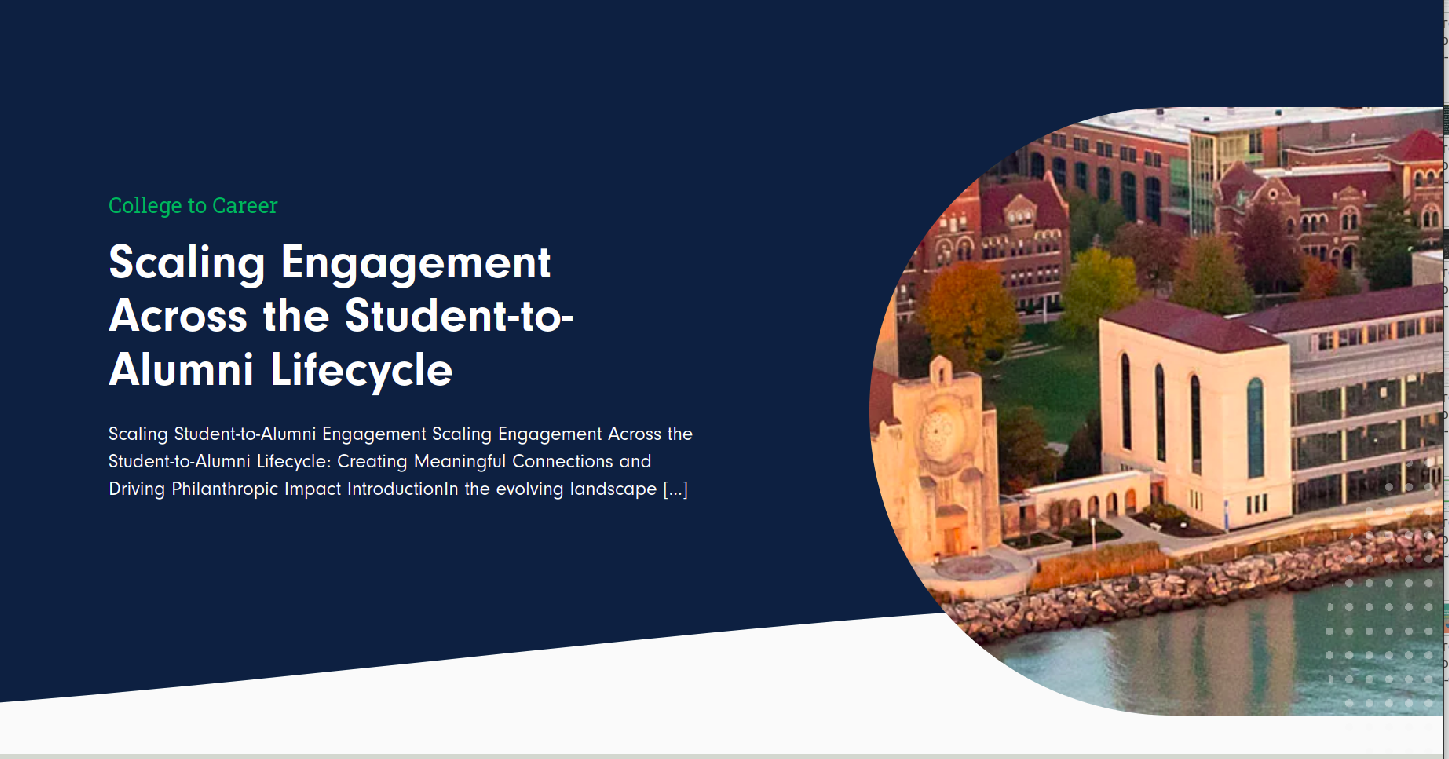 College to Career
Scaling Engagement
Across the Student-to-
Alumni Lifecycle
Scaling Student-to-Alumni Engagement Scaling Engagement Across the
Student-to-Alumni Lifecycle: Creating Meaningful Connections and
Driving Philanthropic Impact IntroductionIn the evolving landscape [...]